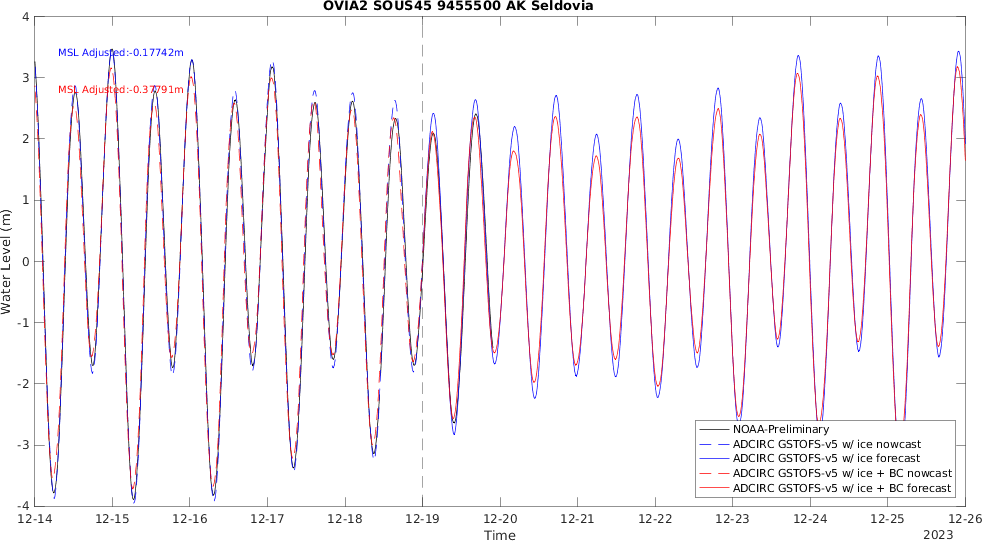 OVIA2 SOUS45 9455500 AK Seldovia
MSL Adjusted:-0.17742m
MSL Adjusted:-0.37791m
4
3
2
1
0
-1
-2
-3
-4
Water Level (m)
NOAA-Preliminary
ADCIRC GSTOFS-v5 w/ ice nowcast
ADCIRC GSTOFS-v5 w/ ice forecast
ADCIRC GSTOFS-v5 w/ ice + BC nowcast
ADCIRC GSTOFS-v5 w/ ice + BC forecast
12-14 12-15 12-16 12-17 12-18 12-19 12-20 12-21 12-22 12-23 12-24 12-25 12-26
Time
2023